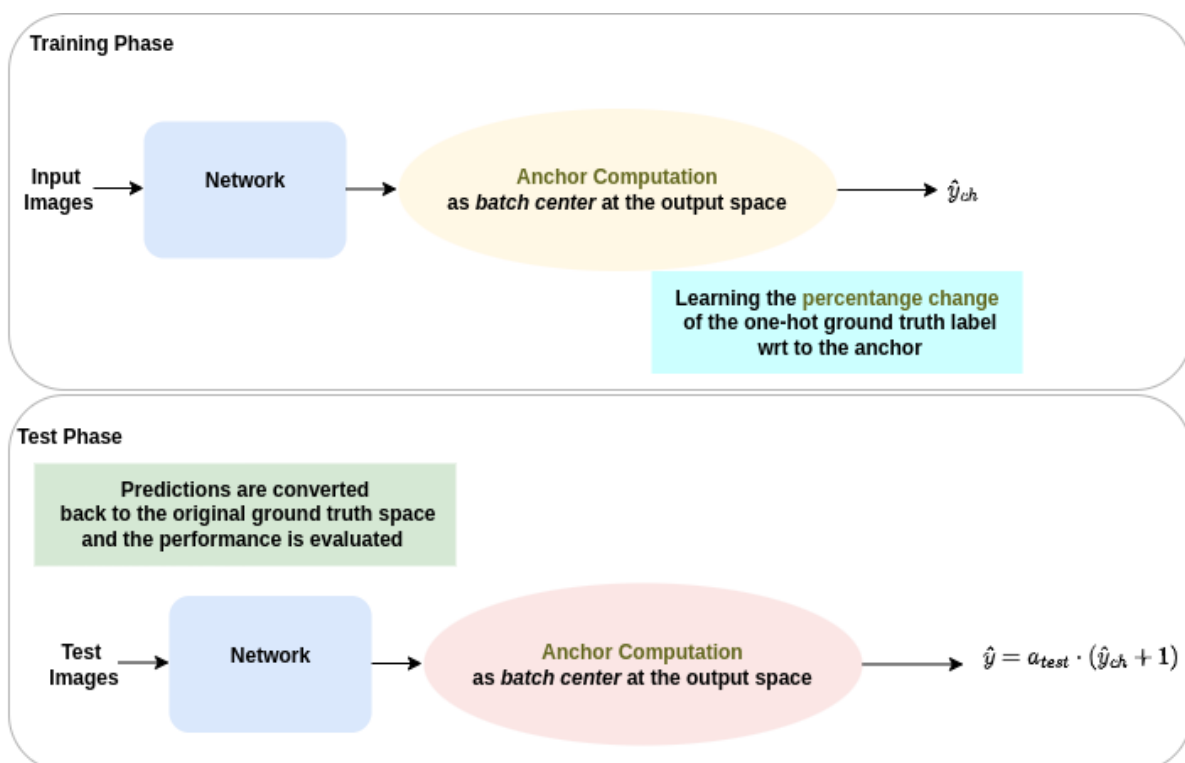 Training Phase
Input
Images
Network
Anchor Computation
as batch center at the output space
ŷ_ch
Learning the percentange change
of the one-hot ground truth label
wrt to the anchor
Test Phase
Predictions are converted
back to the original ground truth space
and the performance is evaluated
Test
Images
Network
Anchor Computation
as batch center at the output space
ŷ = a_test · (ŷ_ch + 1)